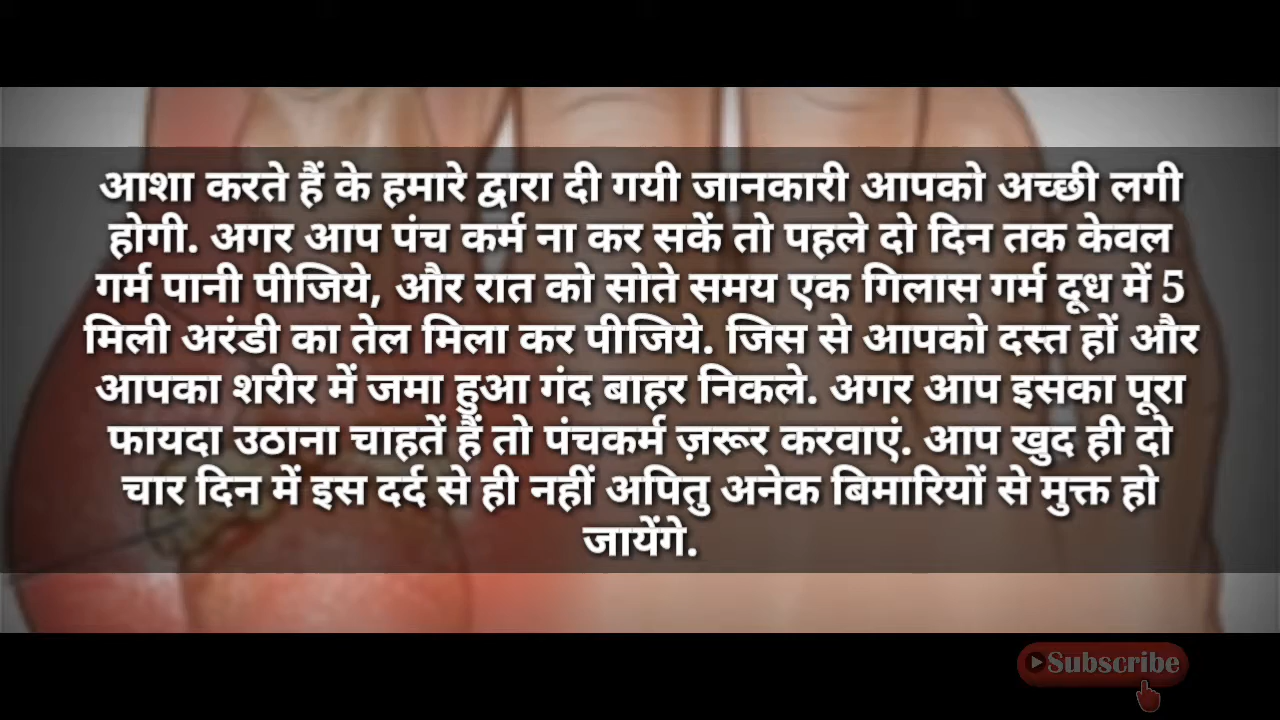 आशा करते हैं के हमारे द्वारा दी गयी जानकारी आपको अच्छी लगी
होगी. अगर आप पंच कर्म ना कर सकें तो पहले दो दिन तक केवल
गर्म पानी पीजिये, और रात को सोते समय एक गिलास गर्म दूध में 5
मिली अरंडी का तेल मिला कर पीजिये. जिस से आपको दस्त हों और
आपका शरीर में जमा हुआ गंद बाहर निकले. अगर आप इसका पूरा
फायदा उठाना चाहतें हैं तो पंचकर्म ज़रूर करवाएं. आप खुद ही दो
चार दिन में इस दर्द से ही नहीं अपितु अनेक बिमारियों से मुक्त हो
जायेंगे.
Subscribe